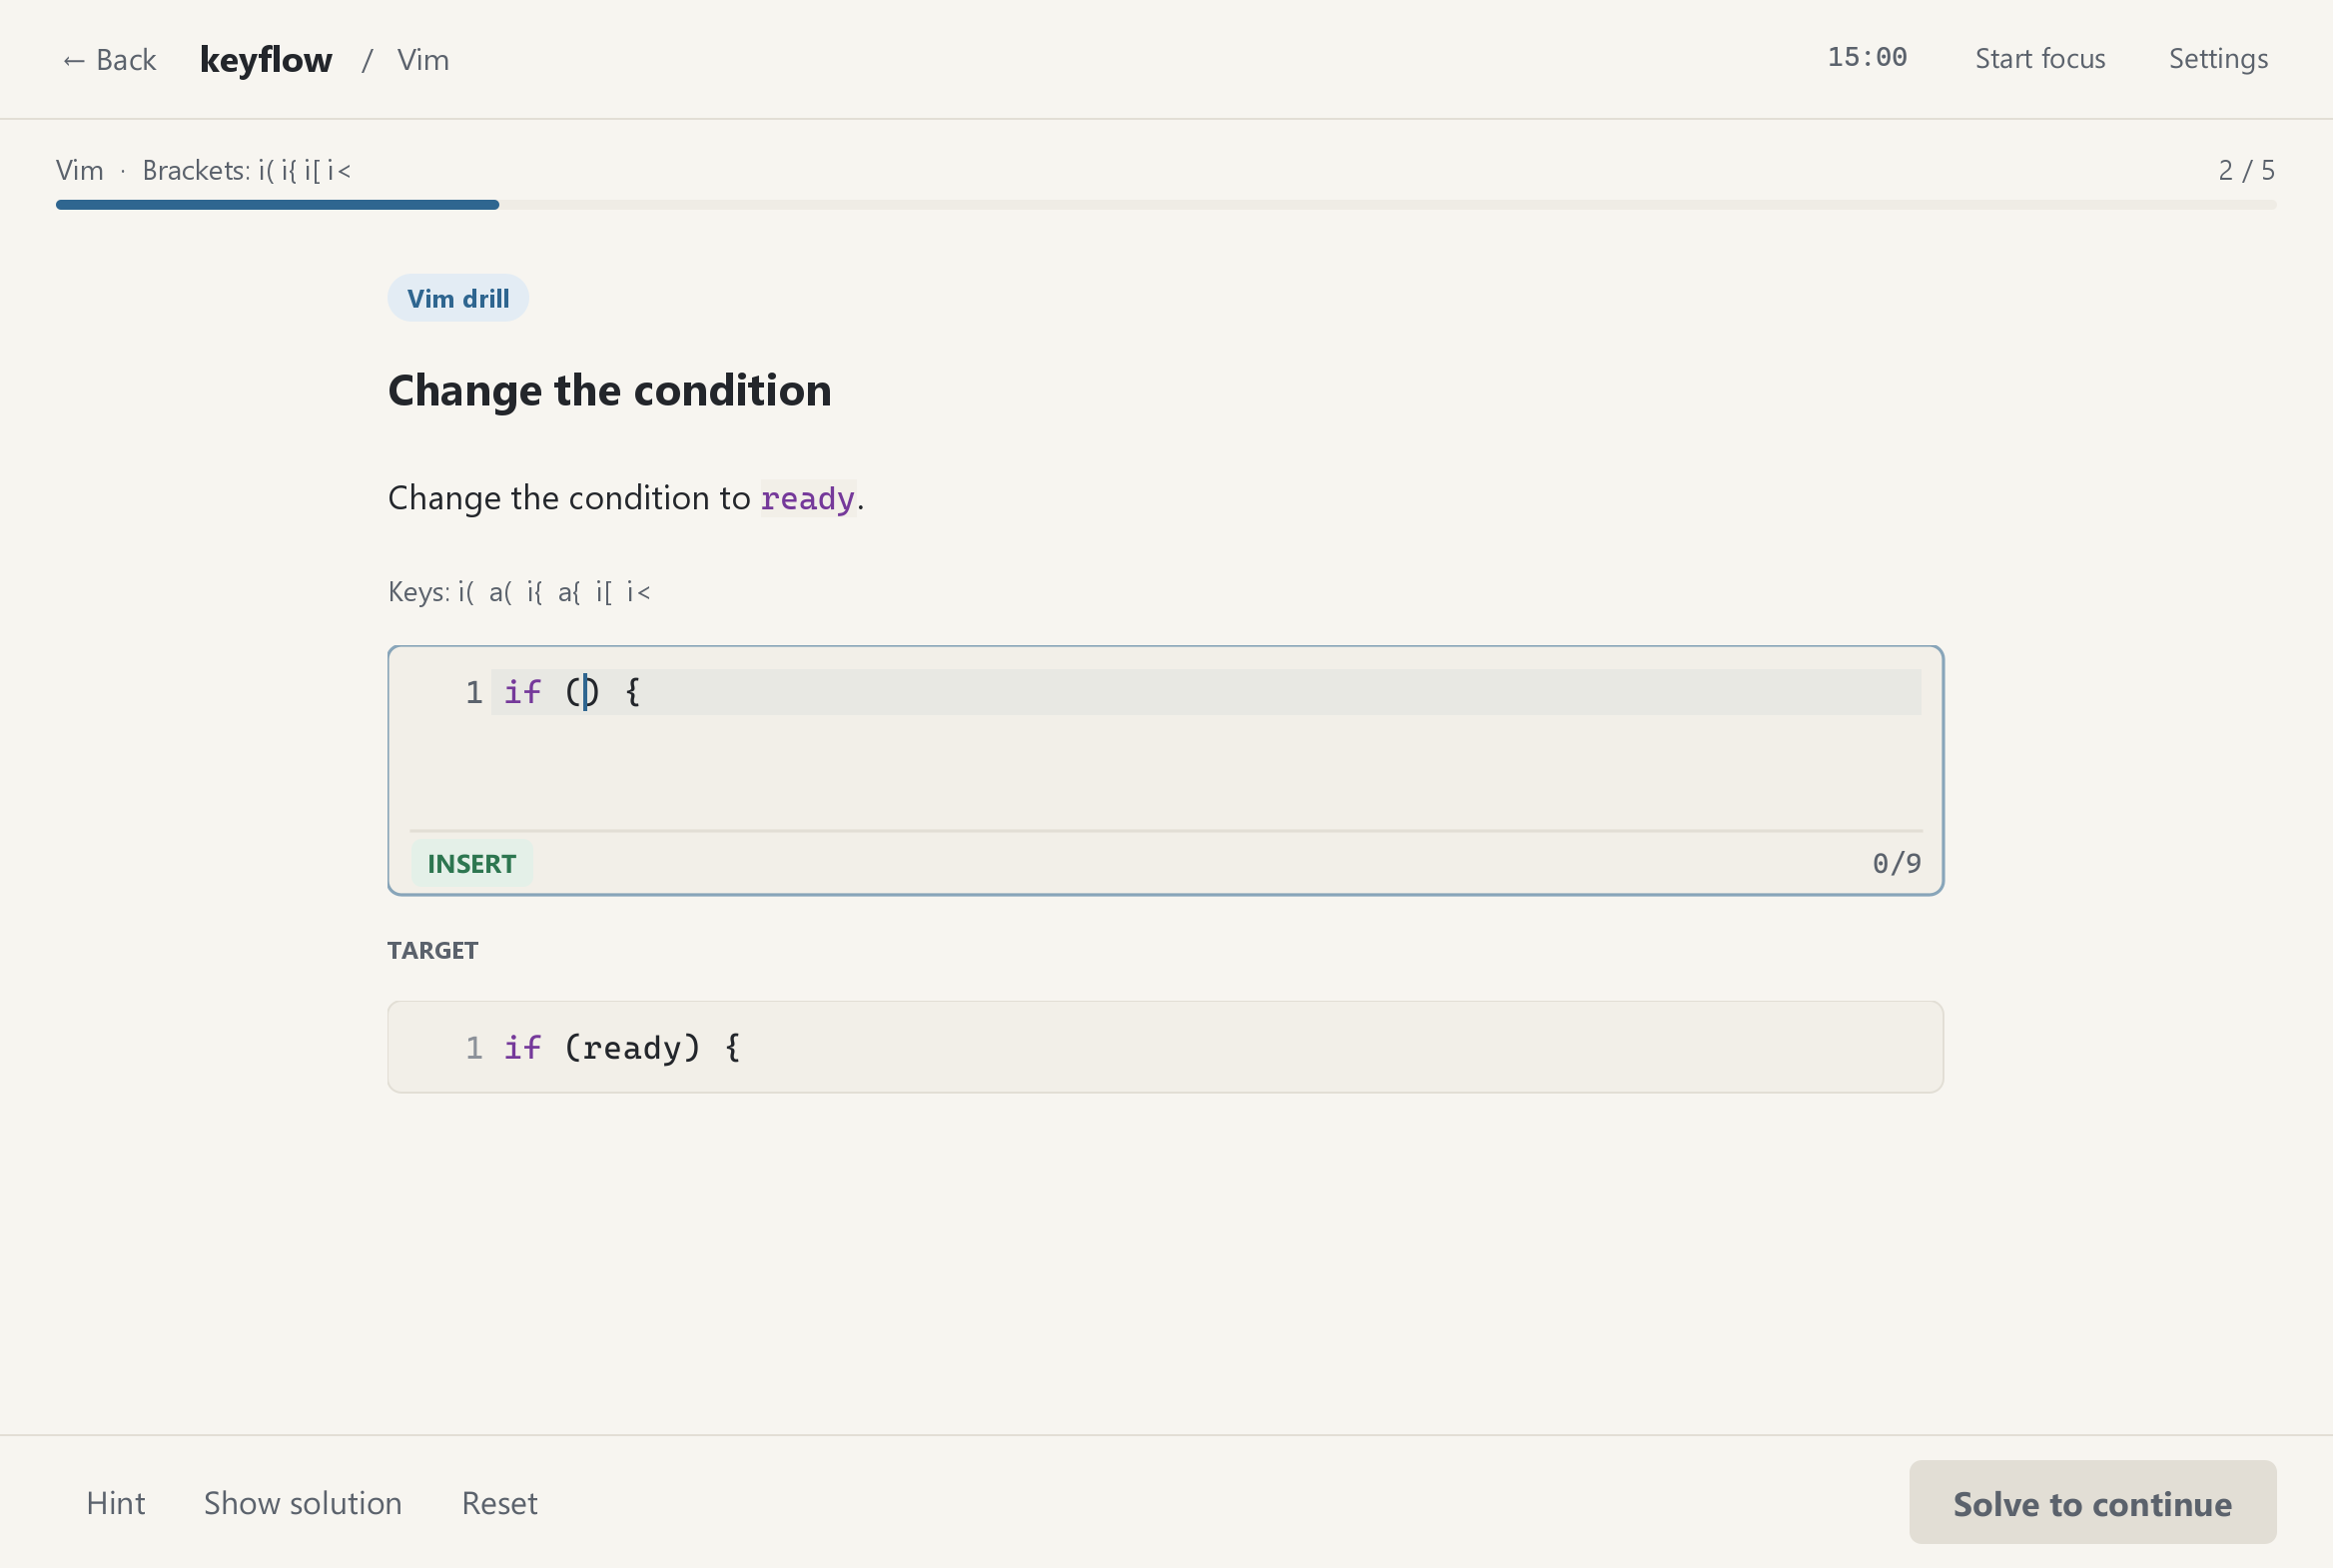 ← Back keyflow / Vim 15:00 Start focus Settings
Vim · Brackets: i( i{ i[ i< 2 / 5
Vim drill
Change the condition
Change the condition to ready.
Keys: i( a( i{ a{ i[ i<
1 if () {
INSERT 0/9
TARGET
1 if (ready) {
Hint Show solution Reset Solve to continue